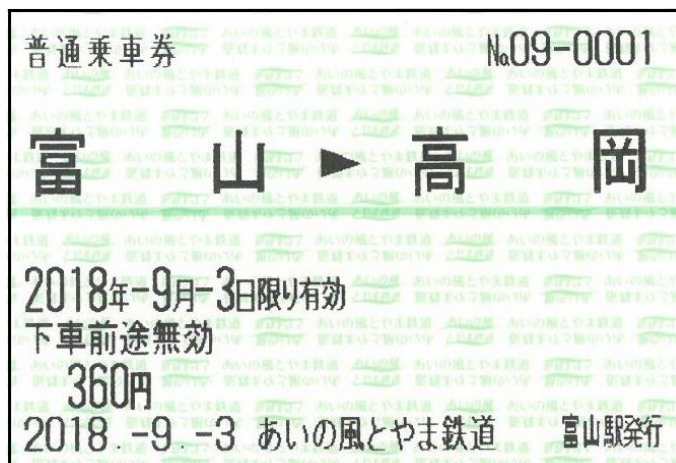 普通乗車券 №09-0001
富山▶高岡
2018年-9月-3日限り有効
下車前途無効
360円
2018.-9.-3 あいの風とやま鉄道 富山駅発行